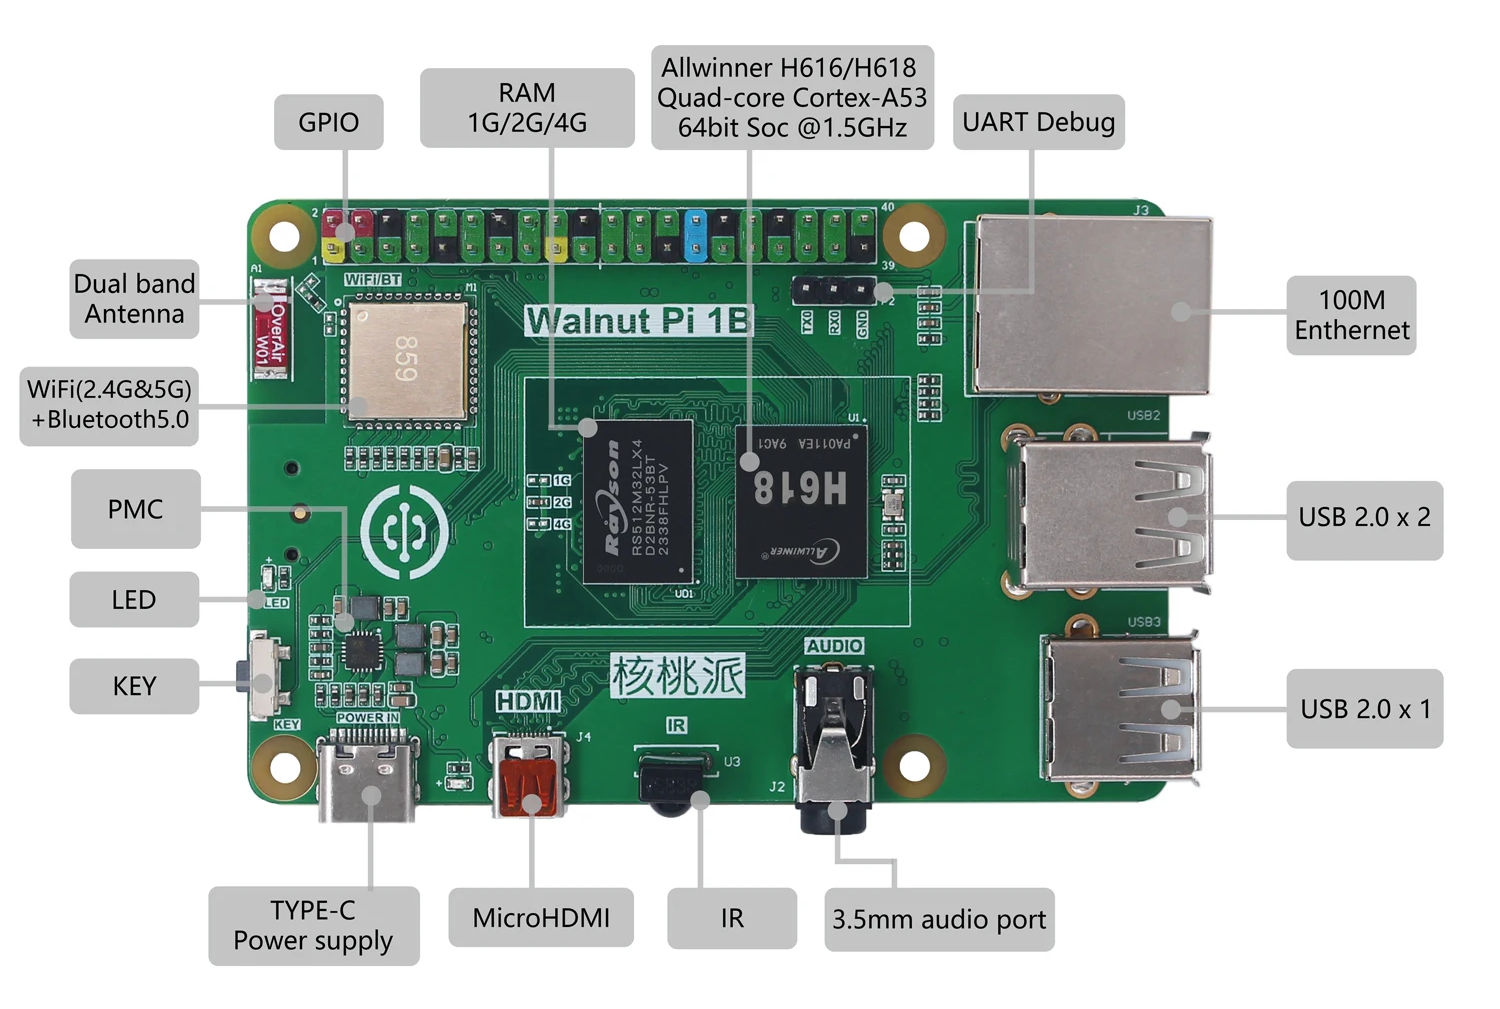 Allwinner H616/H618
Quad-core Cortex-A53
64bit Soc @1.5GHz
RAM
1G/2G/4G
GPIO
UART Debug
2
40
J3
1
39
A1
WiFi/BT
M1
P2
Dual band
Antenna
iOverAir
W01
859
Walnut Pi 1B
TX0
RX0
GND
100M
Enthernet
WiFi(2.4G&5G)
+Bluetooth5.0
USB2
U1
PA011EA 9AC1
H618
ALLWINNER®
Rayson
RS512M32LX4
D2BNR-53BT
2338FHLPV
1G
2G
4G
PMC
USB 2.0 x 2
LED
+
LED
UD1
USB3
AUDIO
核桃派
KEY
HDMI
USB 2.0 x 1
KEY
POWER IN
IR
J4
U3
J2
+
TYPE-C
Power supply
MicroHDMI
IR
3.5mm audio port